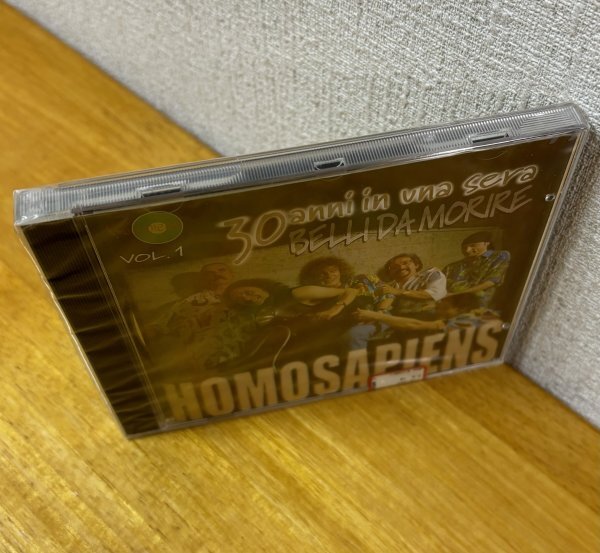 30 anni in una sera
BELLI DA MORIRE
VOL. 1
HOMOSAPIENS